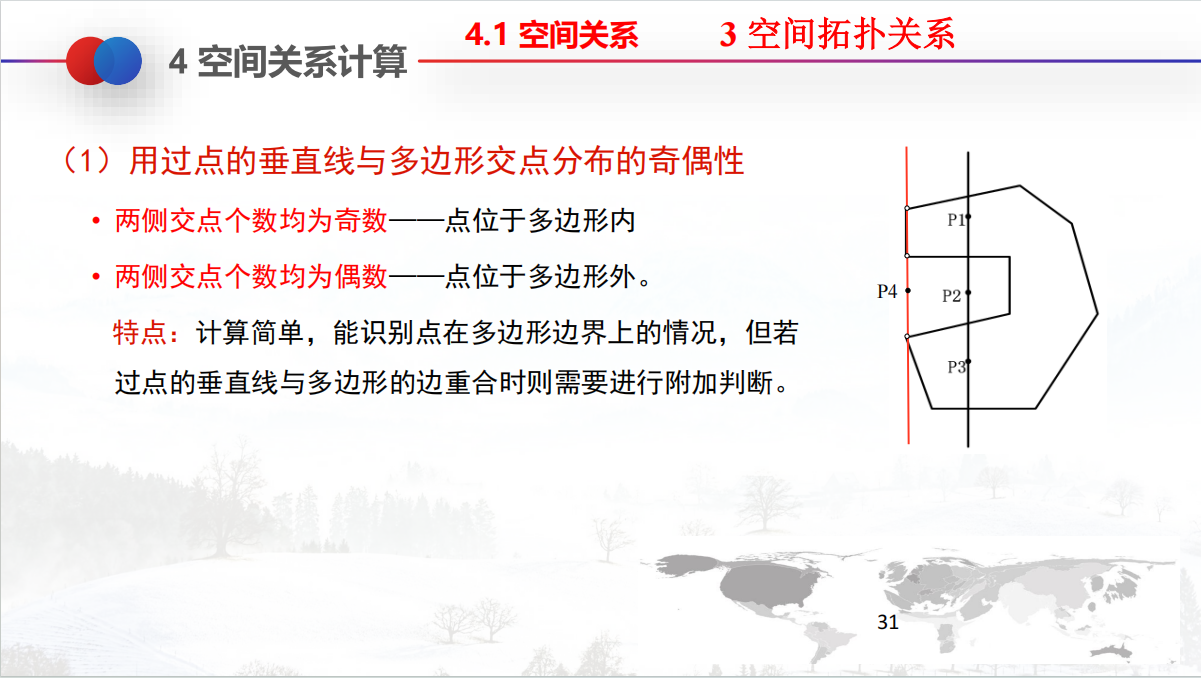 4.1 空间关系 3 空间拓扑关系
4 空间关系计算
（1）用过点的垂直线与多边形交点分布的奇偶性
• 两侧交点个数均为奇数——点位于多边形内
• 两侧交点个数均为偶数——点位于多边形外。
特点：计算简单，能识别点在多边形边界上的情况，但若
过点的垂直线与多边形的边重合时则需要进行附加判断。
P1
P4
P2
P3
31